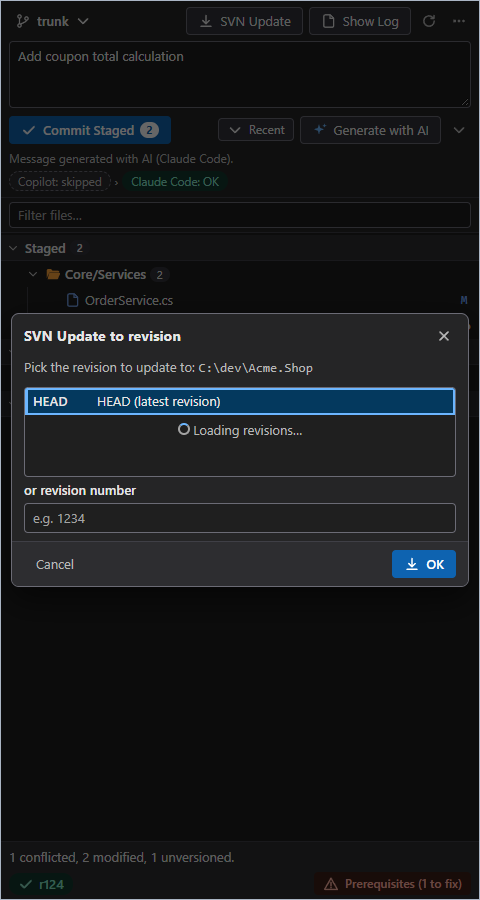 trunk SVN Update Show Log
Add coupon total calculation
Commit Staged 2 Recent Generate with AI
Message generated with AI (Claude Code).
Copilot: skipped › Claude Code: OK
Filter files...
Staged 2
Core/Services 2
OrderService.cs M
SVN Update to revision
Pick the revision to update to: C:\dev\Acme.Shop
HEAD HEAD (latest revision)
Loading revisions...
or revision number
e.g. 1234
Cancel OK
1 conflicted, 2 modified, 1 unversioned.
r124 Prerequisites (1 to fix)